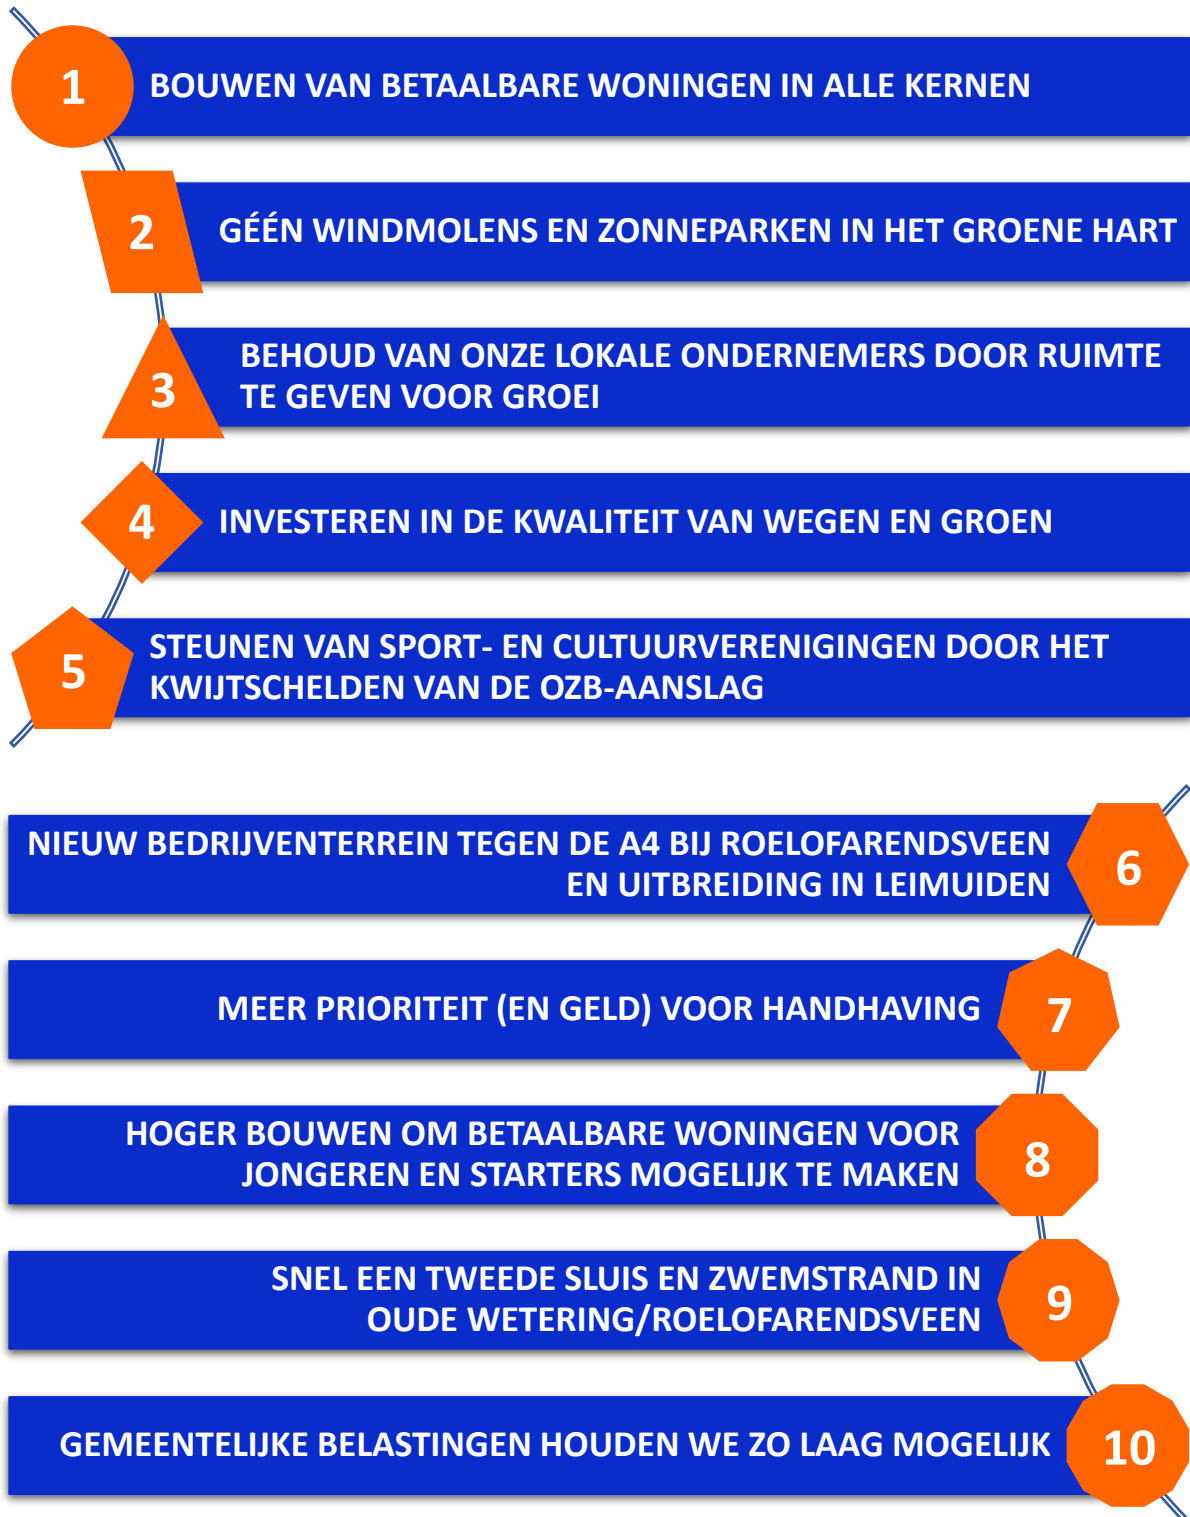 1
BOUWEN VAN BETAALBARE WONINGEN IN ALLE KERNEN
2
GÉÉN WINDMOLENS EN ZONNEPARKEN IN HET GROENE HART
3
BEHOUD VAN ONZE LOKALE ONDERNEMERS DOOR RUIMTE
TE GEVEN VOOR GROEI
4
INVESTEREN IN DE KWALITEIT VAN WEGEN EN GROEN
5
STEUNEN VAN SPORT- EN CULTUURVERENIGINGEN DOOR HET
KWIJTSCHELDEN VAN DE OZB-AANSLAG
NIEUW BEDRIJVENTERREIN TEGEN DE A4 BIJ ROELOFARENDSVEEN
EN UITBREIDING IN LEIMUIDEN
6
MEER PRIORITEIT (EN GELD) VOOR HANDHAVING
7
HOGER BOUWEN OM BETAALBARE WONINGEN VOOR
JONGEREN EN STARTERS MOGELIJK TE MAKEN
8
SNEL EEN TWEEDE SLUIS EN ZWEMSTRAND IN
OUDE WETERING/ROELOFARENDSVEEN
9
GEMEENTELIJKE BELASTINGEN HOUDEN WE ZO LAAG MOGELIJK
10